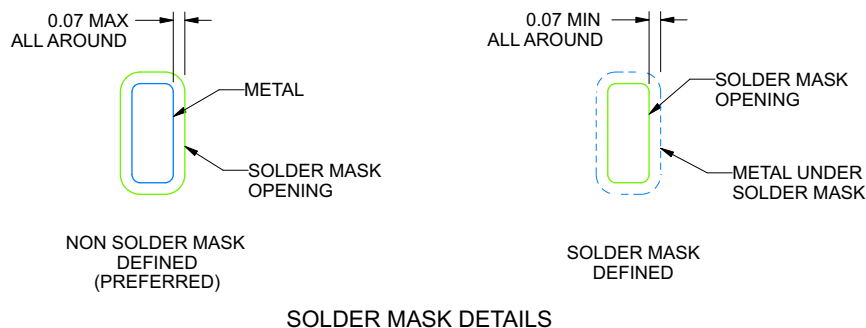 0.07 MAX
ALL AROUND
METAL
SOLDER MASK
OPENING
NON SOLDER MASK
DEFINED
(PREFERRED)
0.07 MIN
ALL AROUND
SOLDER MASK
OPENING
METAL UNDER
SOLDER MASK
SOLDER MASK
DEFINED
SOLDER MASK DETAILS